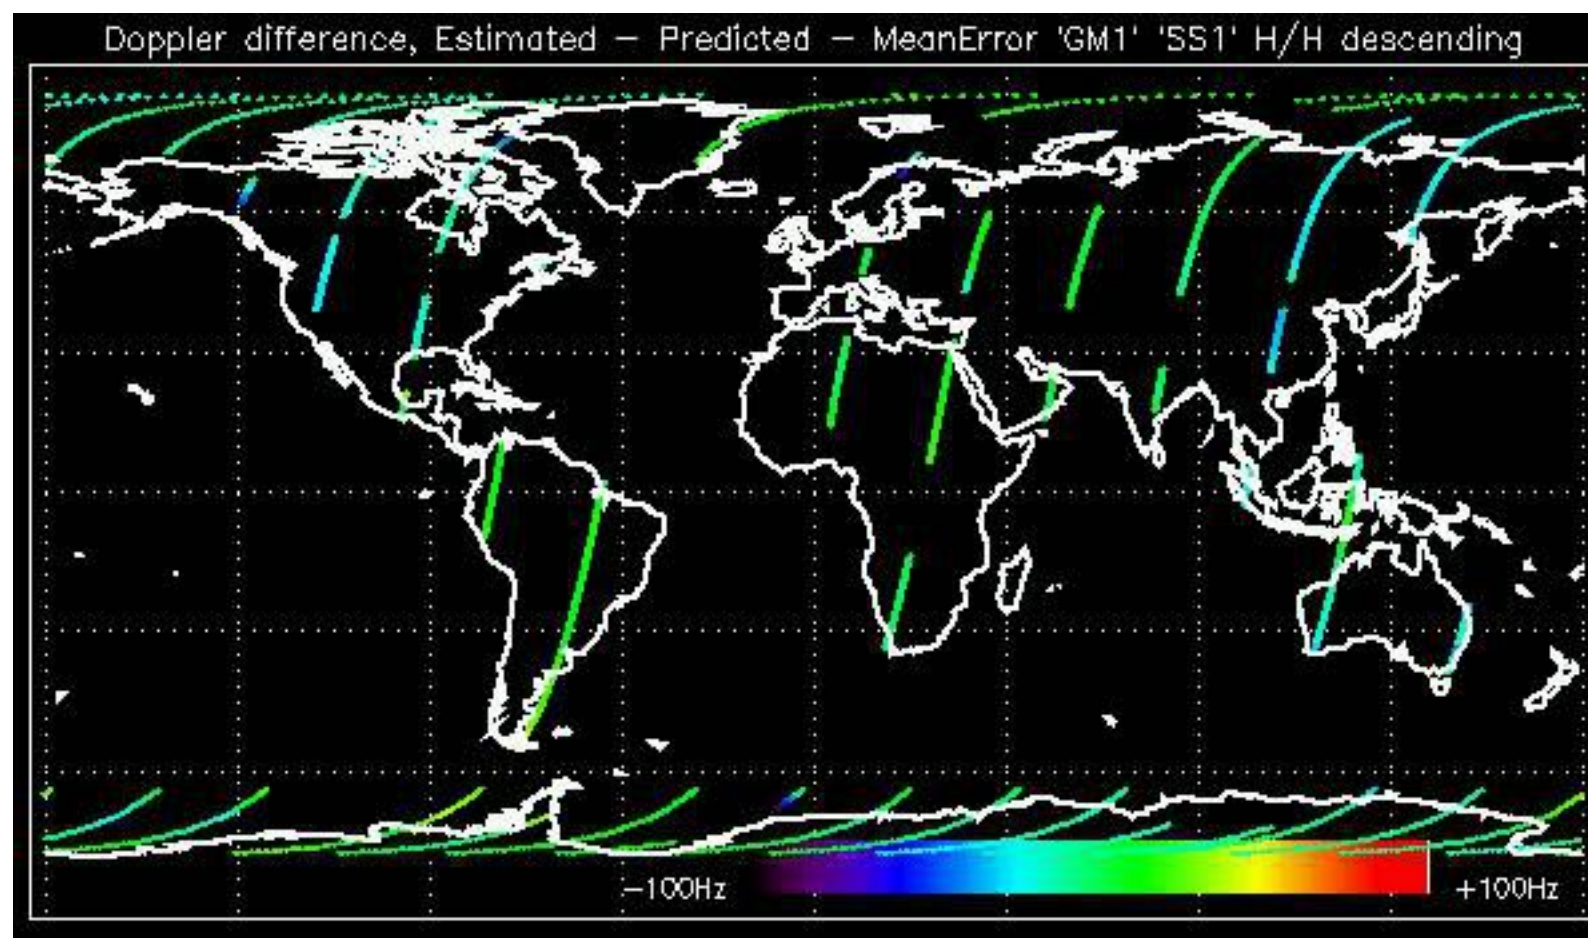 Doppler difference, Estimated – Predicted – MeanError 'GM1' 'SS1' H/H descending
–100Hz +100Hz